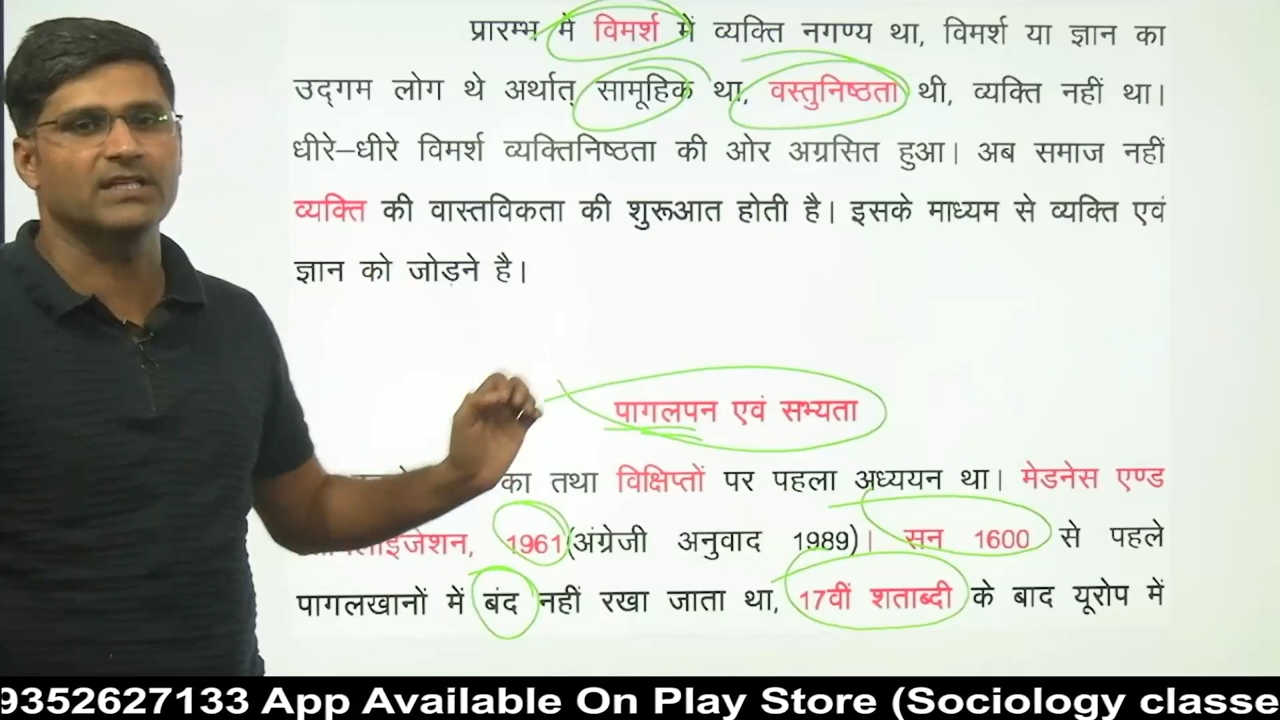 प्रारम्भ में विमर्श में व्यक्ति नगण्य था, विमर्श या ज्ञान का
उद्गम लोग थे अर्थात् सामूहिक था, वस्तुनिष्ठता थी, व्यक्ति नहीं था।
धीरे–धीरे विमर्श व्यक्तिनिष्ठता की ओर अग्रसित हुआ। अब समाज नहीं
व्यक्ति की वास्तविकता की शुरूआत होती है। इसके माध्यम से व्यक्ति एवं
ज्ञान को जोड़ने है।
पागलपन एवं सभ्यता
का तथा विक्षिप्तों पर पहला अध्ययन था। मेडनेस एण्ड
1961(अंग्रेजी अनुवाद 1989)। सन 1600 से पहले
पागलखानों में बंद नहीं रखा जाता था, 17वीं शताब्दी के बाद यूरोप में
9352627133 App Available On Play Store (Sociology classe